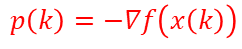 p(k) = −∇f(x(k))